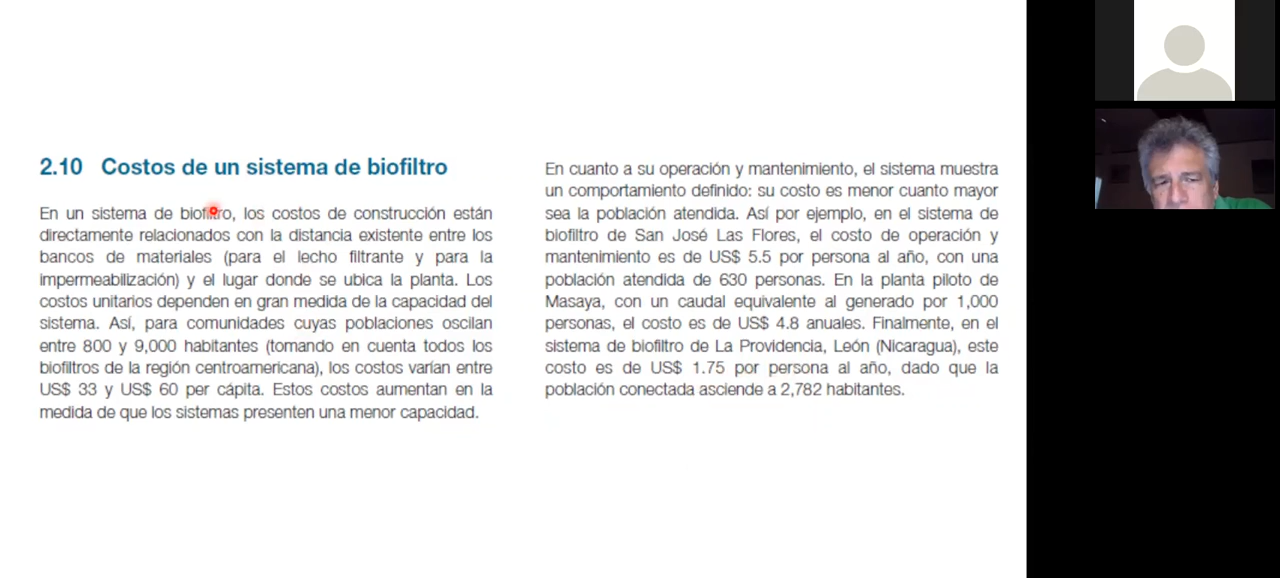 2.10 Costos de un sistema de biofiltro
En un sistema de biofiltro, los costos de construcción están
directamente relacionados con la distancia existente entre los
bancos de materiales (para el lecho filtrante y para la
impermeabilización) y el lugar donde se ubica la planta. Los
costos unitarios dependen en gran medida de la capacidad del
sistema. Así, para comunidades cuyas poblaciones oscilan
entre 800 y 9,000 habitantes (tomando en cuenta todos los
biofiltros de la región centroamericana), los costos varían entre
US$ 33 y US$ 60 per cápita. Estos costos aumentan en la
medida de que los sistemas presenten una menor capacidad.
En cuanto a su operación y mantenimiento, el sistema muestra
un comportamiento definido: su costo es menor cuanto mayor
sea la población atendida. Así por ejemplo, en el sistema de
biofiltro de San José Las Flores, el costo de operación y
mantenimiento es de US$ 5.5 por persona al año, con una
población atendida de 630 personas. En la planta piloto de
Masaya, con un caudal equivalente al generado por 1,000
personas, el costo es de US$ 4.8 anuales. Finalmente, en el
sistema de biofiltro de La Providencia, León (Nicaragua), este
costo es de US$ 1.75 por persona al año, dado que la
población conectada asciende a 2,782 habitantes.